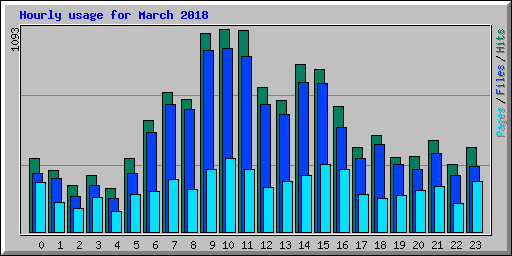 Hourly usage for March 2018
1093
Pages/Files/Hits
0 1 2 3 4 5 6 7 8 9 10 11 12 13 14 15 16 17 18 19 20 21 22 23